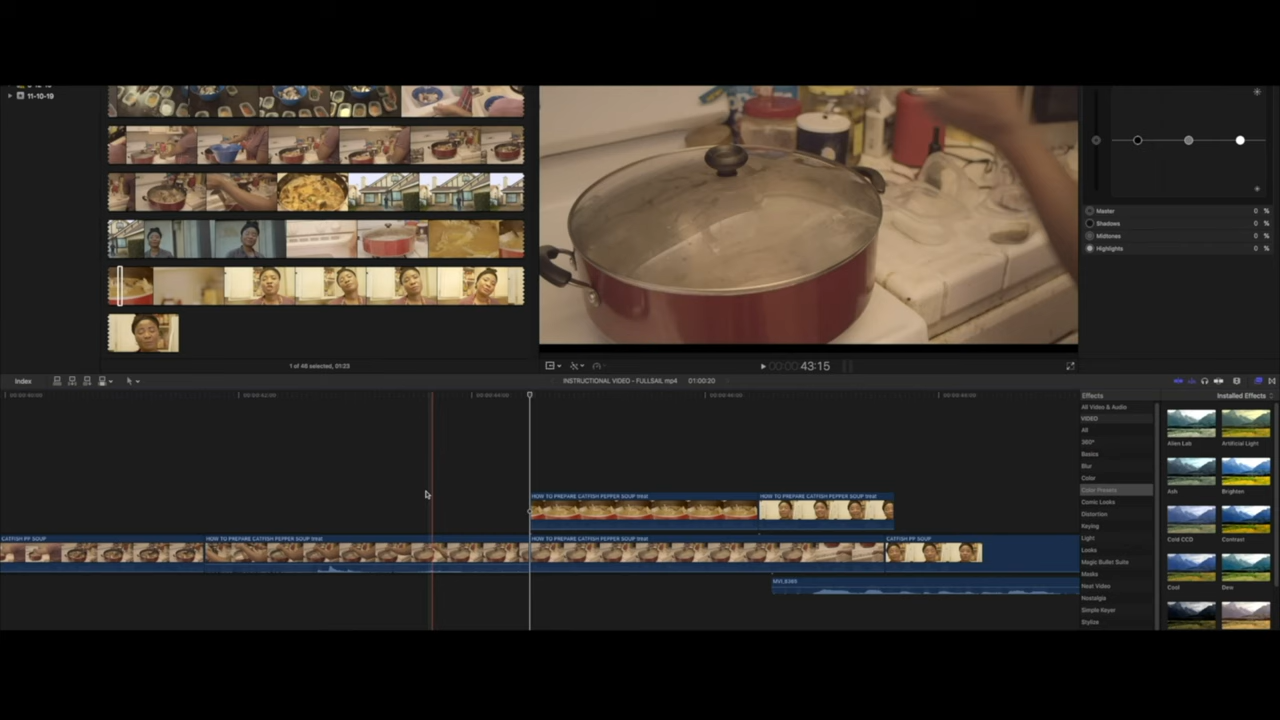 11-10-19
Master 0 %
Shadows 0 %
Midtones 0 %
Highlights 0 %
1 of 48 selected, 01:23
00:00:43:15
Index
INSTRUCTIONAL VIDEO - FULLSAIL mp4 01:00:20
Effects
Installed Effects
All Video & Audio
VIDEO
All
360°
Basics
Blur
Color
Color Presets
Comic Looks
Distortion
Keying
Light
Looks
Magic Bullet Suite
Masks
Neat Video
Nostalgia
Simple Keyer
Stylize
Alien Lab
Artificial Light
Ash
Brighten
Cold CCD
Contrast
Cool
Dew
HOW TO PREPARE CATFISH PEPPER SOUP
HOW TO PREPARE CATFISH PEPPER SOUP
CATFISH PP SOUP
HOW TO PREPARE CATFISH PEPPER SOUP
HOW TO PREPARE CATFISH PEPPER SOUP
CATFISH PP SOUP